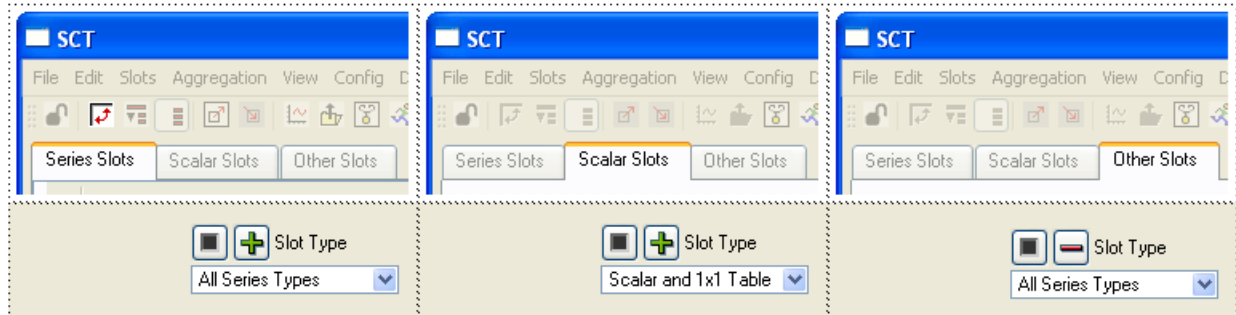 SCT
File Edit Slots Aggregation View Config D
Series Slots Scalar Slots Other Slots
Slot Type
All Series Types
SCT
File Edit Slots Aggregation View Config D
Series Slots Scalar Slots Other Slots
Slot Type
Scalar and 1x1 Table
SCT
File Edit Slots Aggregation View Config D
Series Slots Scalar Slots Other Slots
Slot Type
All Series Types